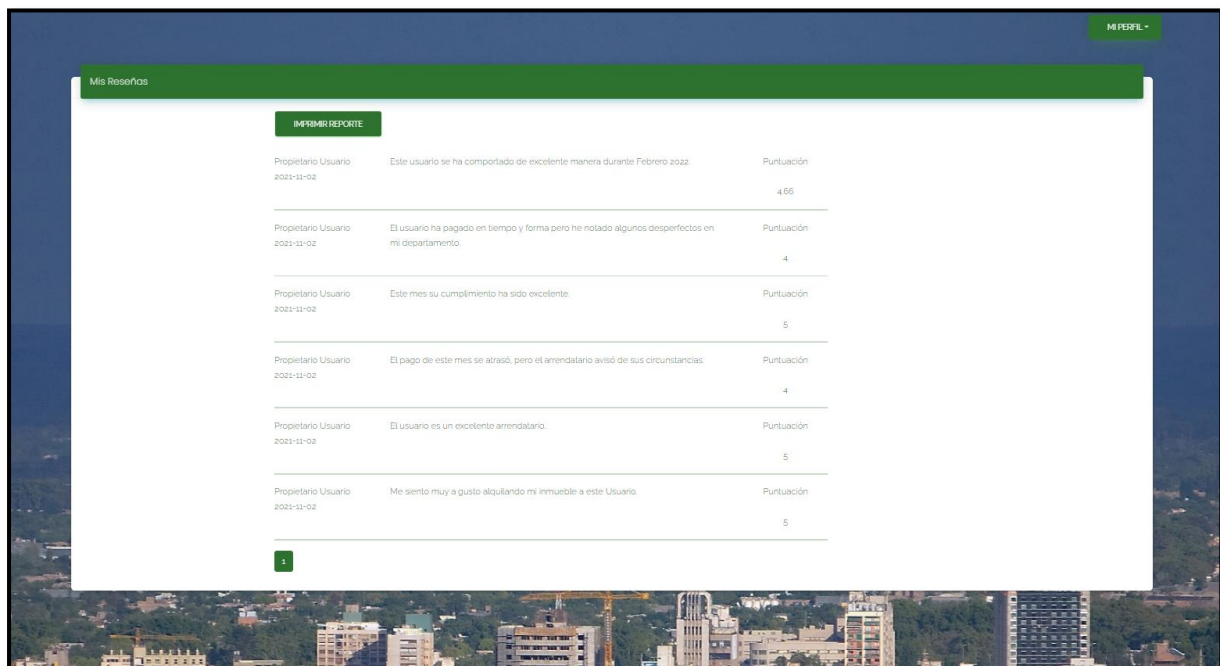 MI PERFIL
Mis Reseñas
IMPRIMIR REPORTE
Propietario Usuario
2021-11-02
Este usuario se ha comportado de excelente manera durante Febrero 2022.
Puntuación
4.66
Propietario Usuario
2021-11-02
El usuario ha pagado en tiempo y forma pero he notado algunos desperfectos en
mi departamento.
Puntuación
4
Propietario Usuario
2021-11-02
Este mes su cumplimiento ha sido excelente.
Puntuación
5
Propietario Usuario
2021-11-02
El pago de este mes se atrasó, pero el arrendatario avisó de sus circunstancias.
Puntuación
4
Propietario Usuario
2021-11-02
El usuario es un excelente arrendatario.
Puntuación
5
Propietario Usuario
2021-11-02
Me siento muy a gusto alquilando mi inmueble a este Usuario.
Puntuación
5
1